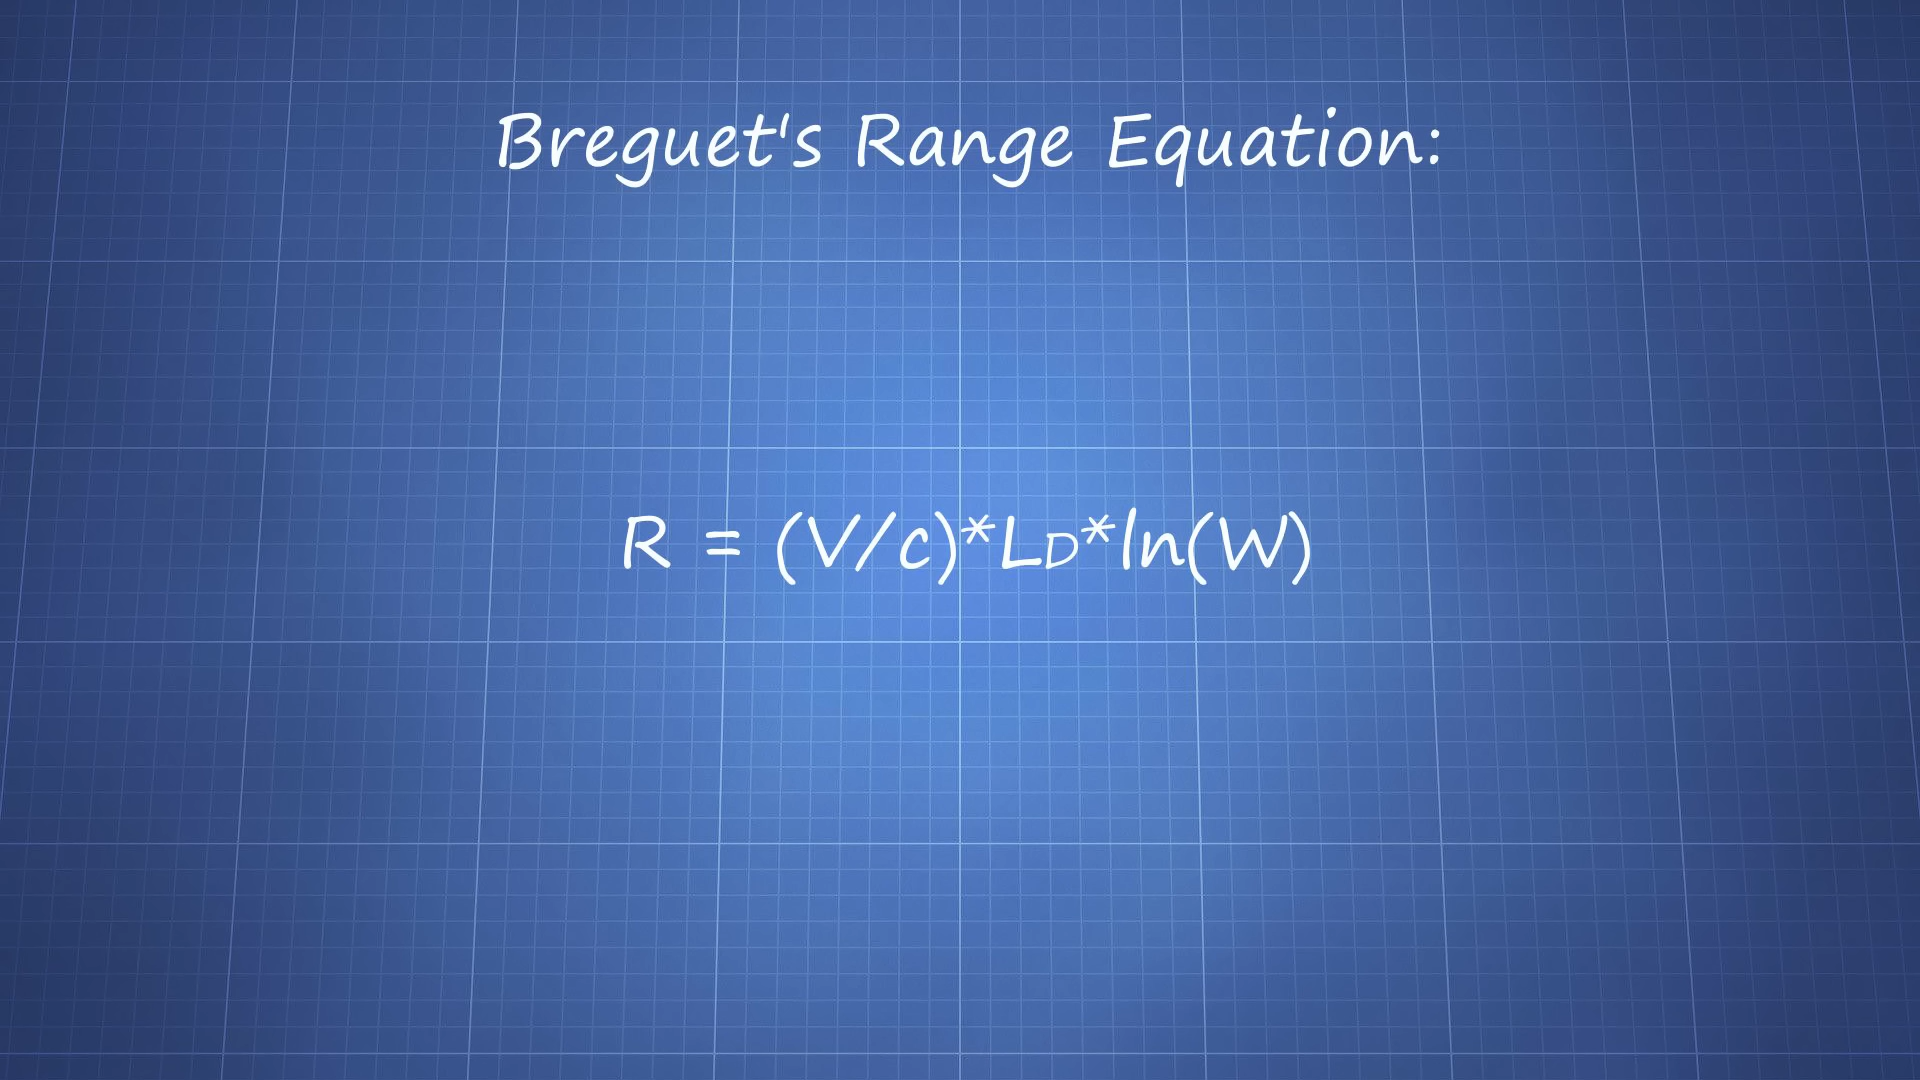 Breguet's Range Equation:
R = (V/c)*LD*ln(W)